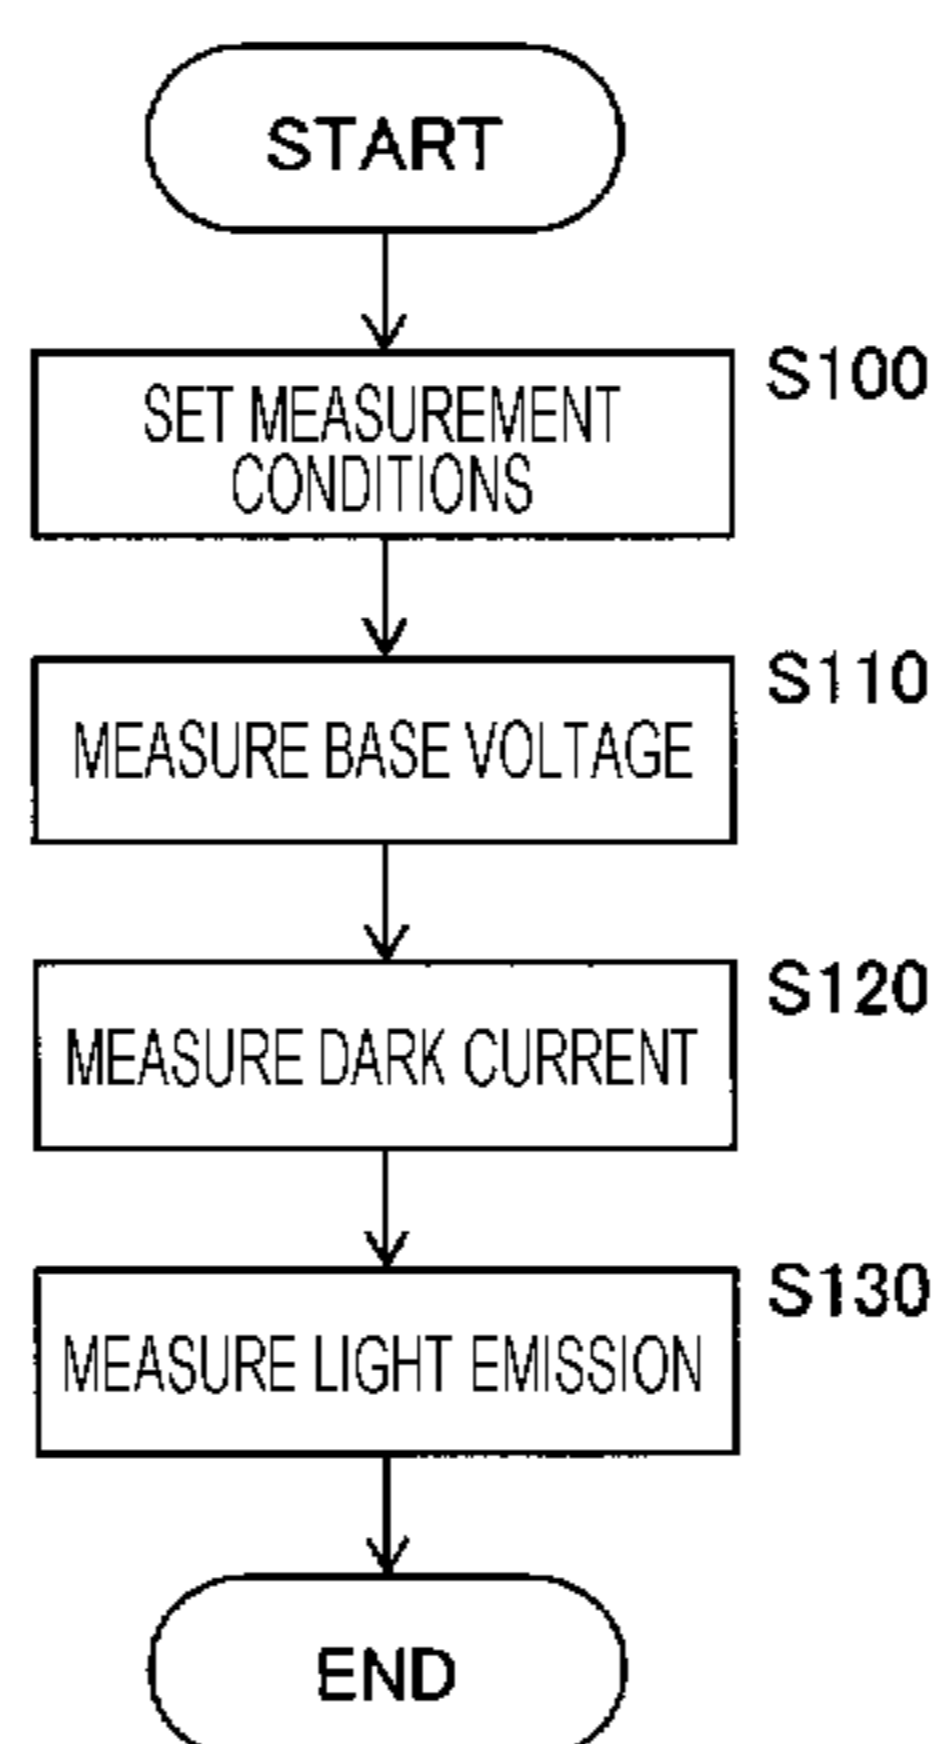 START
S100
SET MEASUREMENT
CONDITIONS
S110
MEASURE BASE VOLTAGE
S120
MEASURE DARK CURRENT
S130
MEASURE LIGHT EMISSION
END